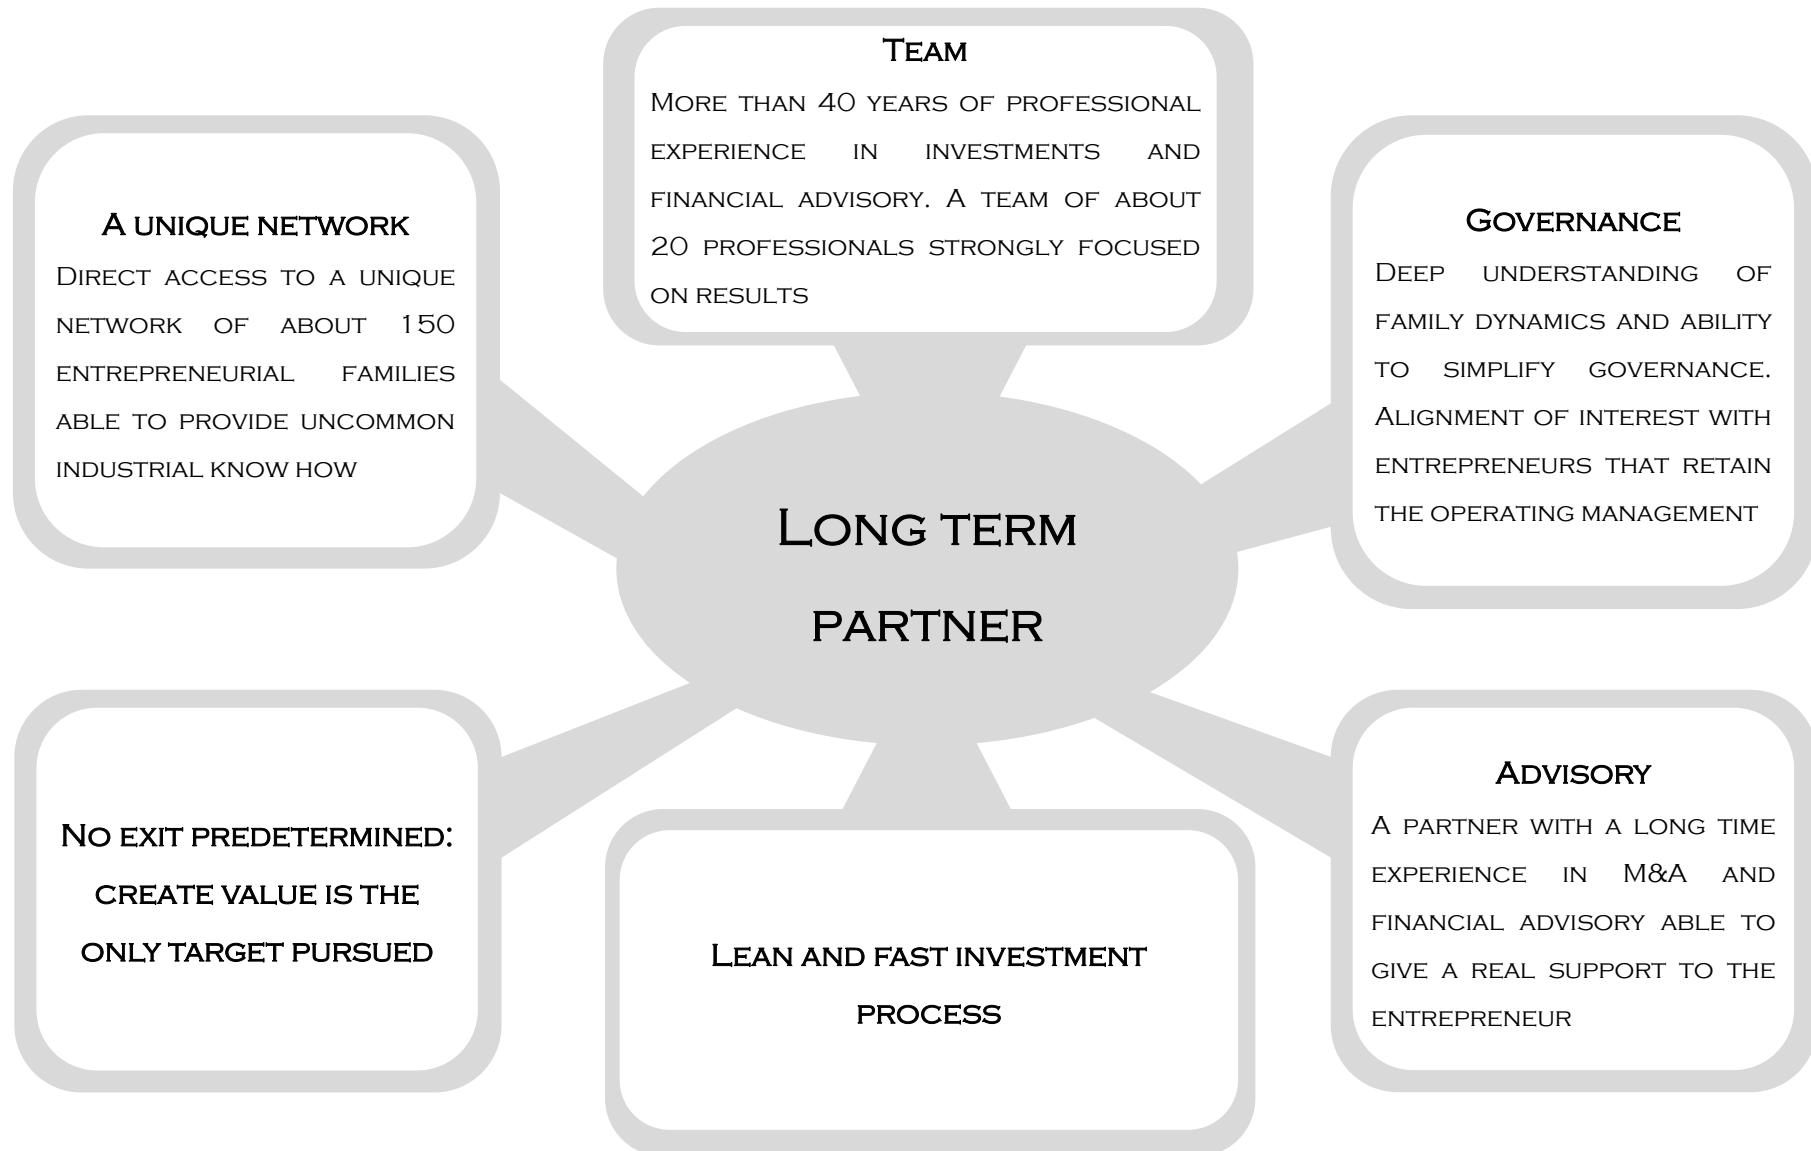 Team
More than 40 years of professional
experience in investments and
financial advisory. A team of about
20 professionals strongly focused
on results
A unique network
Direct access to a unique
network of about 150
entrepreneurial families
able to provide uncommon
industrial know how
Governance
Deep understanding of
family dynamics and ability
to simplify governance.
Alignment of interest with
entrepreneurs that retain
the operating management
Long term
partner
No exit predetermined:
create value is the
only target pursued
Lean and fast investment
process
Advisory
A partner with a long time
experience in M&A and
financial advisory able to
give a real support to the
entrepreneur